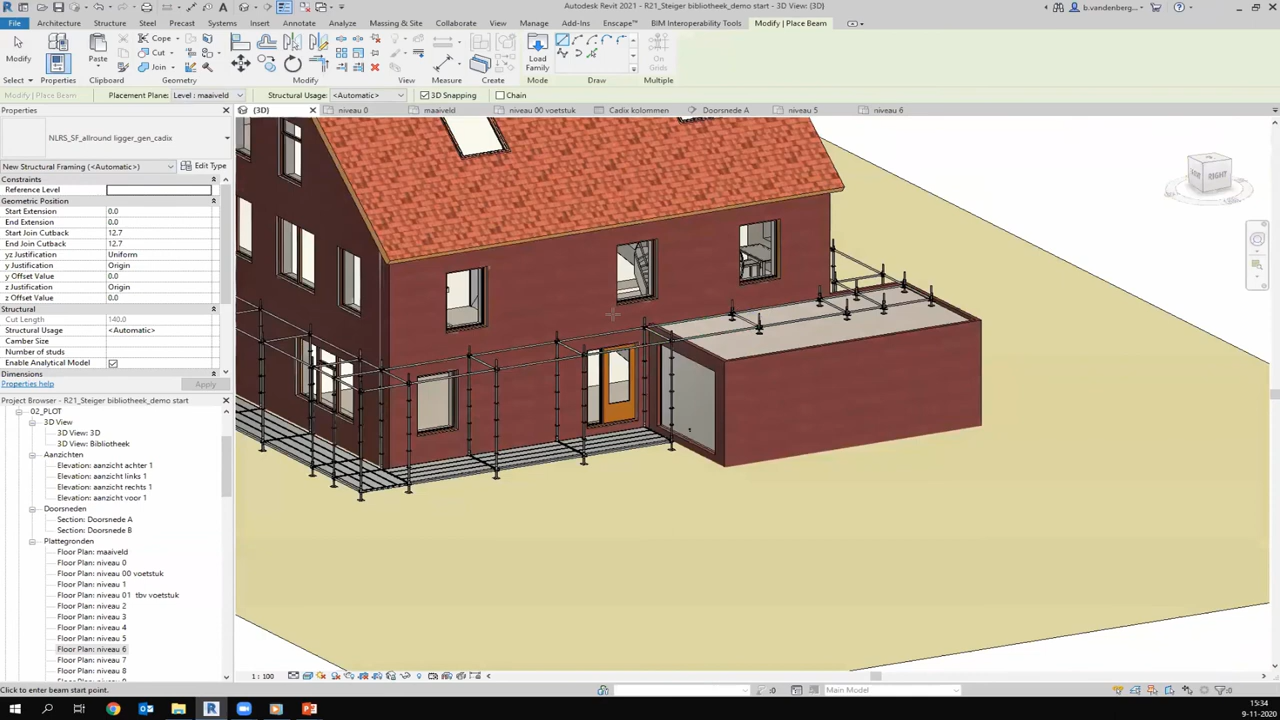 Autodesk Revit 2021 - R21_Steiger bibliotheek_demo start - 3D View: {3D}
b.vandenberg...
File Architecture Structure Steel Precast Systems Insert Annotate Analyze Massing & Site Collaborate View Manage Add-Ins Enscape™ BIM Interoperability Tools Modify | Place Beam
Modify Paste Cope Cut Join Load Family On Grids
Select Properties Clipboard Geometry Modify View Measure Create Mode Draw Multiple
Modify | Place Beam Placement Plane: Level : maaiveld Structural Usage: <Automatic> 3D Snapping Chain
Properties
{3D} niveau 0 maaiveld niveau 00 voetstuk Cadix kolommen Doorsnede A niveau 5 niveau 6
NLRS_SF_allround ligger_gen_cadix
New Structural Framing (<Automatic>) Edit Type
Constraints
Reference Level
Geometric Position
Start Extension 0.0
End Extension 0.0
Start Join Cutback 12.7
End Join Cutback 12.7
yz Justification Uniform
y Justification Origin
y Offset Value 0.0
z Justification Origin
z Offset Value 0.0
Structural
Cut Length 140.0
Structural Usage <Automatic>
Camber Size
Number of studs
Enable Analytical Model
Dimensions
Properties help Apply
Project Browser - R21_Steiger bibliotheek_demo start
02_PLOT
3D View
3D View: 3D
3D View: Bibliotheek
Aanzichten
Elevation: aanzicht achter 1
Elevation: aanzicht links 1
Elevation: aanzicht rechts 1
Elevation: aanzicht voor 1
Doorsneden
Section: Doorsnede A
Section: Doorsnede B
Plattegronden
Floor Plan: maaiveld
Floor Plan: niveau 0
Floor Plan: niveau 00 voetstuk
Floor Plan: niveau 1
Floor Plan: niveau 01 tbv voetstuk
Floor Plan: niveau 2
Floor Plan: niveau 3
Floor Plan: niveau 4
Floor Plan: niveau 5
Floor Plan: niveau 6
Floor Plan: niveau 7
Floor Plan: niveau 8
RIGHT
1 : 100
Click to enter beam start point.
:0 Main Model :0
15:34
9-11-2020